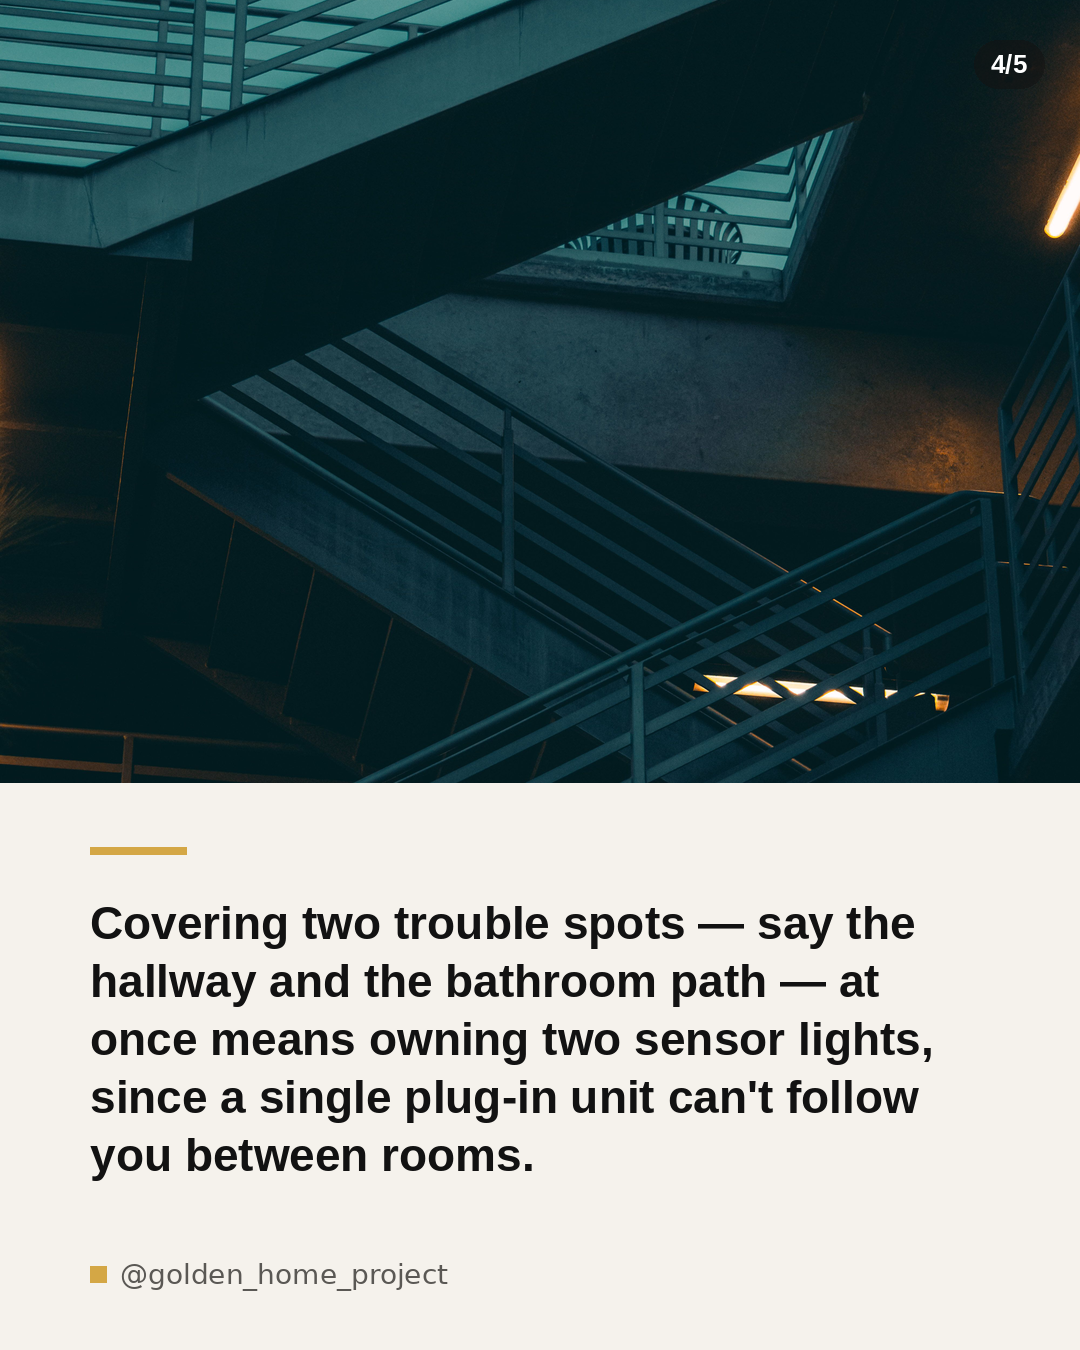 4/5
Covering two trouble spots — say the
hallway and the bathroom path — at
once means owning two sensor lights,
since a single plug-in unit can't follow
you between rooms.
@golden_home_project